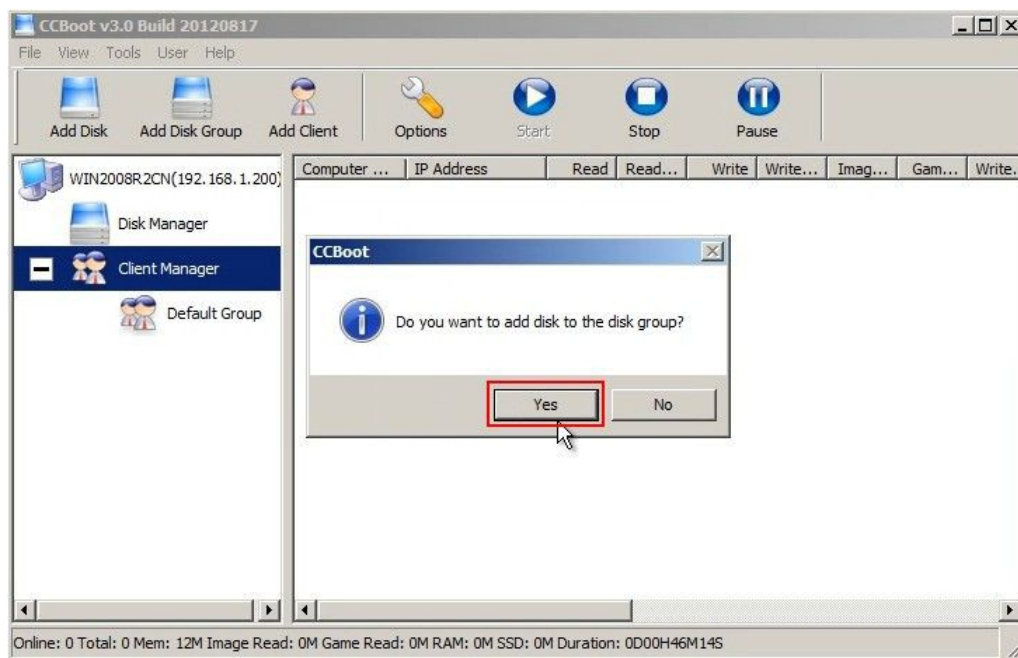 CCBoot v3.0 Build 20120817
File View Tools User Help
Add Disk Add Disk Group Add Client Options Start Stop Pause
WIN2008R2CN(192.168.1.200)
Computer ... IP Address Read Read... Write Write... Imag... Gam... Write.
Disk Manager
Client Manager
Default Group
CCBoot
Do you want to add disk to the disk group?
Yes No
Online: 0 Total: 0 Mem: 12M Image Read: 0M Game Read: 0M RAM: 0M SSD: 0M Duration: 0D00H46M14S